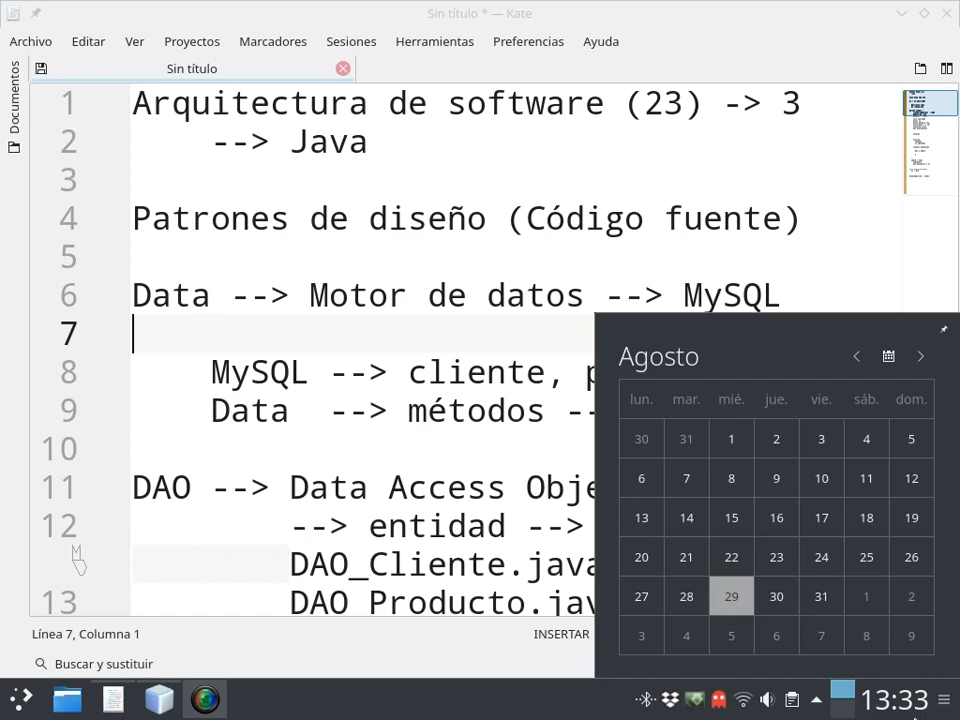 Sin título * — Kate
Archivo Editar Ver Proyectos Marcadores Sesiones Herramientas Preferencias Ayuda
Documentos
Sin título
1 Arquitectura de software (23) -> 3
2 --> Java
3
4 Patrones de diseño (Código fuente)
5
6 Data --> Motor de datos --> MySQL
7
8 MySQL --> cliente, p
9 Data --> métodos --
10
11 DAO --> Data Access Obje
12 --> entidad -->
DAO_Cliente.java
13 DAO_Producto.jav
Línea 7, Columna 1 INSERTAR
Buscar y sustituir
Agosto
lun. mar. mié. jue. vie. sáb. dom.
30 31 1 2 3 4 5
6 7 8 9 10 11 12
13 14 15 16 17 18 19
20 21 22 23 24 25 26
27 28 29 30 31 1 2
3 4 5 6 7 8 9
13:33